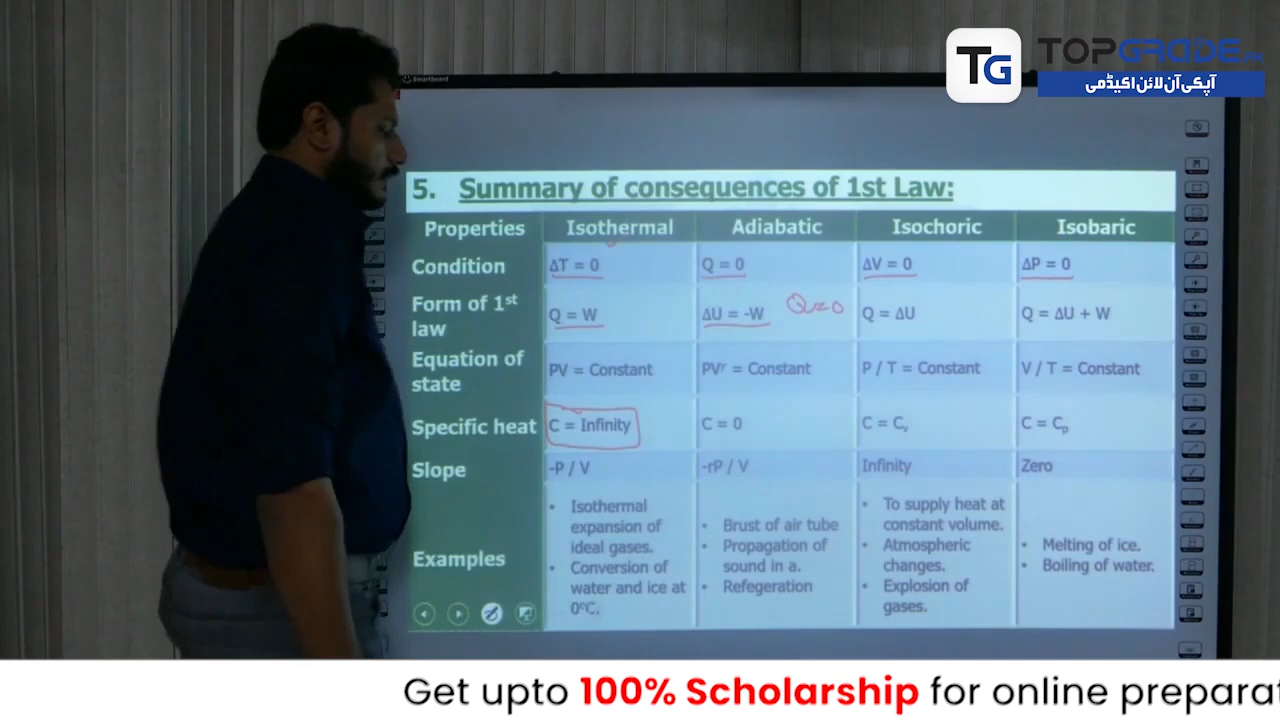 Smartboard
TG TOPGRADE.PK
آپکی آن لائن اکیڈمی
5. Summary of consequences of 1st Law:
Properties Isothermal Adiabatic Isochoric Isobaric
Condition ΔT = 0 Q = 0 ΔV = 0 ΔP = 0
Form of 1st law Q = W ΔU = -W Q=0 Q = ΔU Q = ΔU + W
Equation of state PV = Constant PVʳ = Constant P / T = Constant V / T = Constant
Specific heat C = Infinity C = 0 C = Cv C = Cp
Slope -P / V -rP / V Infinity Zero
Examples
• Isothermal
expansion of
ideal gases.
• Conversion of
water and ice at
0°C.
• Brust of air tube
• Propagation of
sound in a.
• Refegeration
• To supply heat at
constant volume.
• Atmospheric
changes.
• Explosion of
gases.
• Melting of ice.
• Boiling of water.
Get upto 100% Scholarship for online preparat